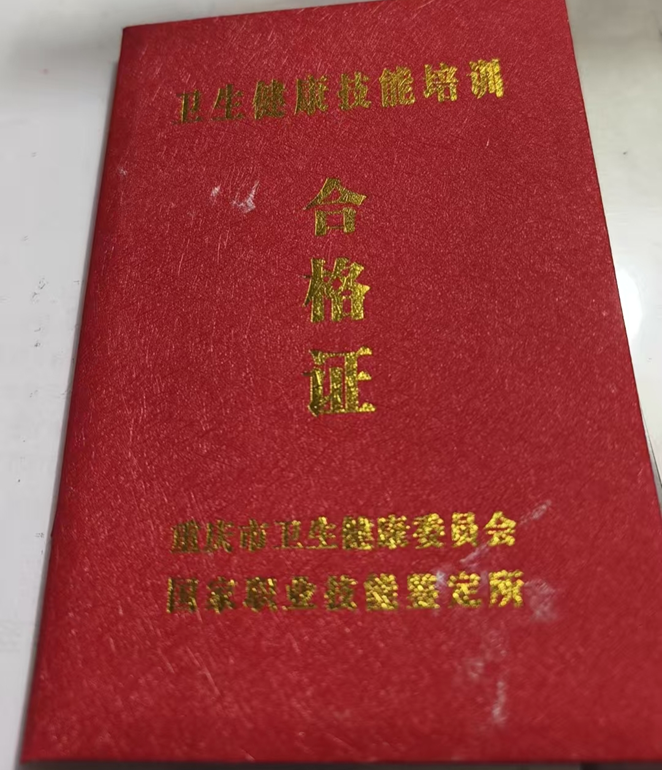 卫生健康技能培训
合
格
证
重庆市卫生健康委员会
国家职业技能鉴定所